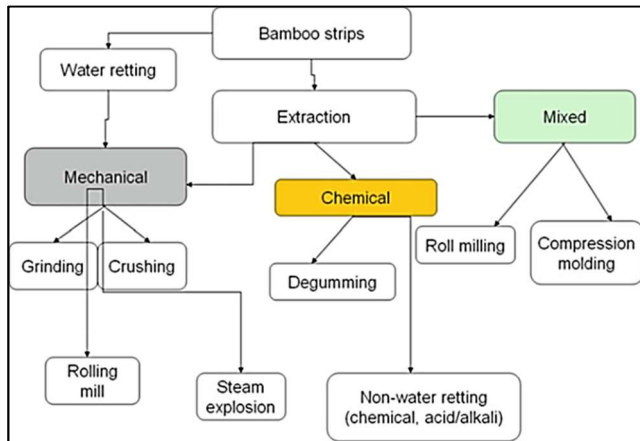 Bamboo strips
Water retting
Extraction
Mixed
Mechanical
Chemical
Grinding
Crushing
Degumming
Roll milling
Compression
molding
Rolling
mill
Steam
explosion
Non-water retting
(chemical, acid/alkali)